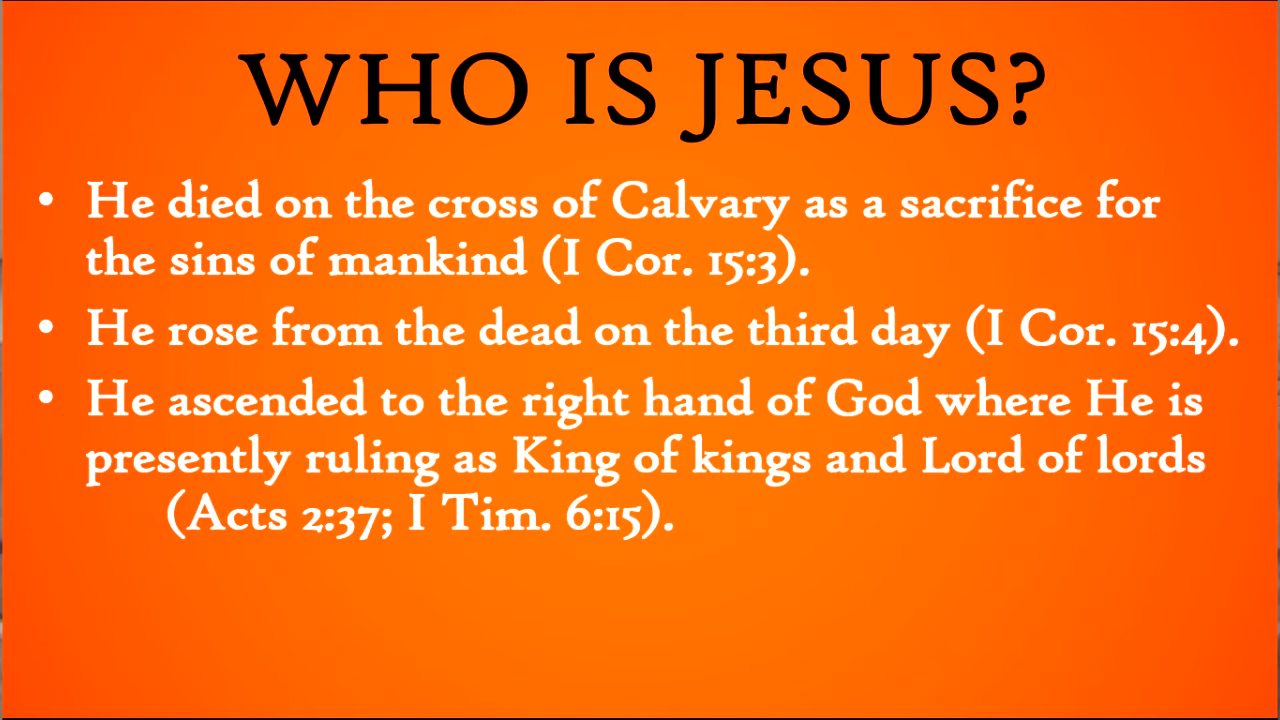 WHO IS JESUS?
• He died on the cross of Calvary as a sacrifice for
the sins of mankind (I Cor. 15:3).
• He rose from the dead on the third day (I Cor. 15:4).
• He ascended to the right hand of God where He is
presently ruling as King of kings and Lord of lords
(Acts 2:37; I Tim. 6:15).